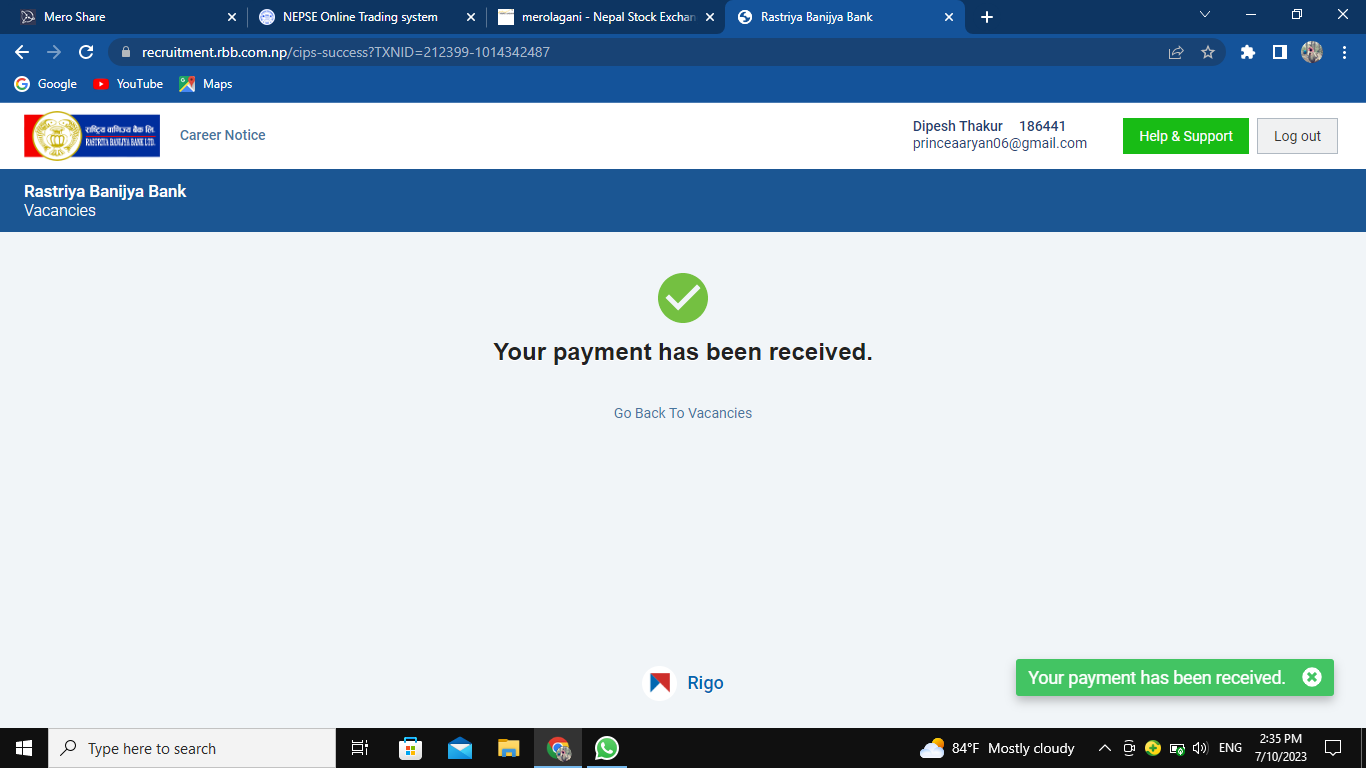 Mero Share
NEPSE Online Trading system
merolagani - Nepal Stock Exchan
Rastriya Banijya Bank
recruitment.rbb.com.np/cips-success?TXNID=212399-1014342487
Google
YouTube
Maps
राष्ट्रिय वाणिज्य बैंक लि.
RASTRIYA BANIJYA BANK LTD.
Career Notice
Dipesh Thakur 186441
princeaaryan06@gmail.com
Help & Support
Log out
Rastriya Banijya Bank
Vacancies
Your payment has been received.
Go Back To Vacancies
Rigo
Your payment has been received.
Type here to search
84°F Mostly cloudy
ENG
2:35 PM
7/10/2023